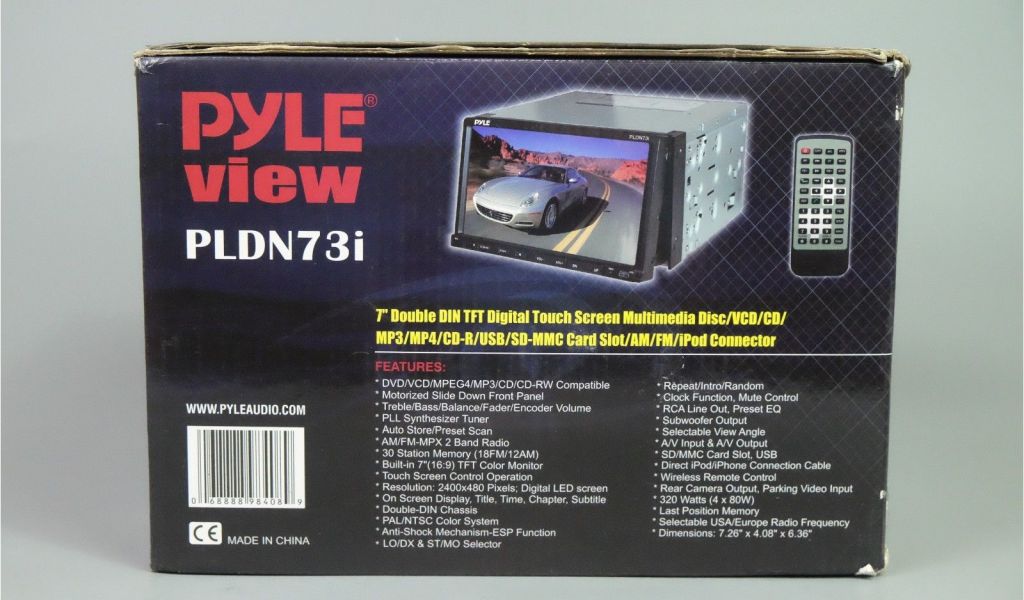 PYLE®
view
PLDN73i
PYLE
PLDN73i
7" Double DIN TFT Digital Touch Screen Multimedia Disc/VCD/CD/
MP3/MP4/CD-R/USB/SD-MMC Card Slot/AM/FM/iPod Connector
FEATURES:
* DVD/VCD/MPEG4/MP3/CD/CD-RW Compatible
* Motorized Slide Down Front Panel
* Treble/Bass/Balance/Fader/Encoder Volume
* PLL Synthesizer Tuner
* Auto Store/Preset Scan
* AM/FM-MPX 2 Band Radio
* 30 Station Memory (18FM/12AM)
* Built-in 7"(16:9) TFT Color Monitor
* Touch Screen Control Operation
* Resolution: 2400x480 Pixels; Digital LED screen
* On Screen Display, Title, Time, Chapter, Subtitle
* Double-DIN Chassis
* PAL/NTSC Color System
* Anti-Shock Mechanism-ESP Function
* LO/DX & ST/MO Selector
* Repeat/Intro/Random
* Clock Function, Mute Control
* RCA Line Out, Preset EQ
* Subwoofer Output
* Selectable View Angle
* A/V Input & A/V Output
* SD/MMC Card Slot, USB
* Direct iPod/iPhone Connection Cable
* Wireless Remote Control
* Rear Camera Output, Parking Video Input
* 320 Watts (4 x 80W)
* Last Position Memory
* Selectable USA/Europe Radio Frequency
* Dimensions: 7.26" x 4.08" x 6.36"
WWW.PYLEAUDIO.COM
0 68888 98408 9
CE MADE IN CHINA